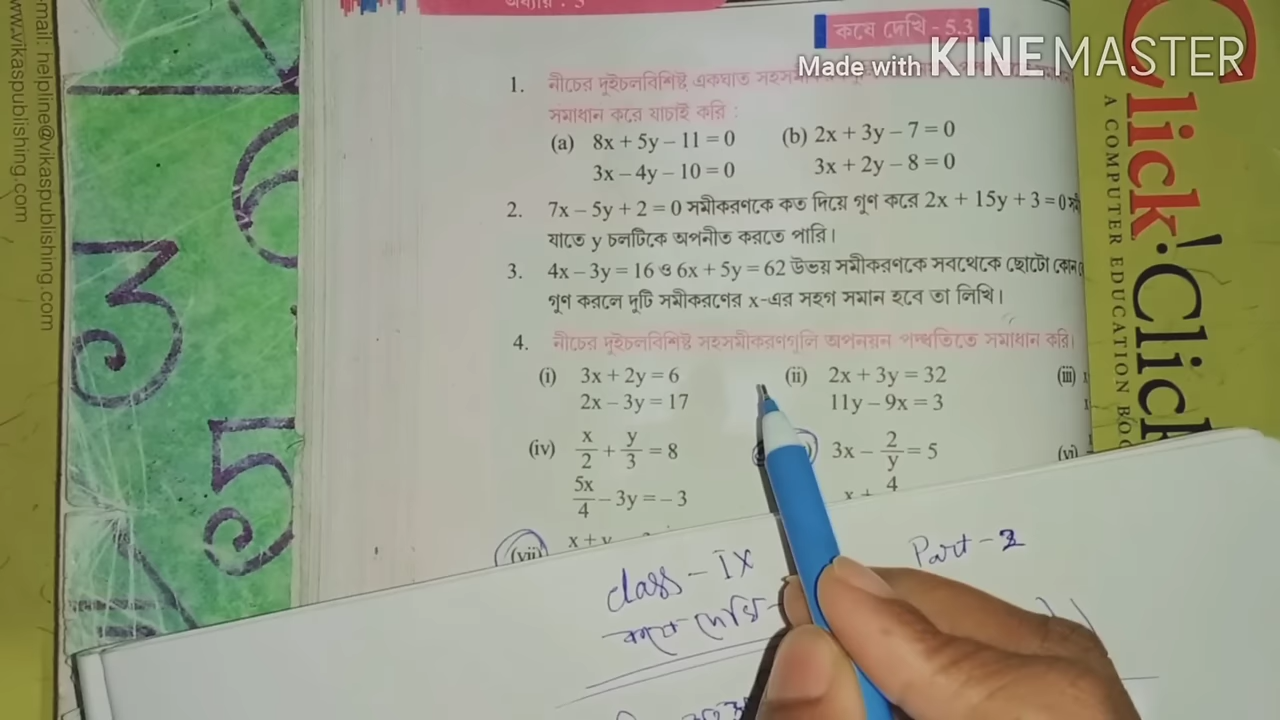 -mail: helpline@vikaspublishing.com
www.vikaspublishing.com
কষে দেখি - 5.3
Made with KINEMASTER
1. নীচের দুইচলবিশিষ্ট একঘাত
সমাধান করে যাচাই করি :
(a) 8x + 5y – 11 = 0 (b) 2x + 3y – 7 = 0
3x – 4y – 10 = 0 3x + 2y – 8 = 0
2. 7x – 5y + 2 = 0 সমীকরণকে কত দিয়ে গুণ করে 2x + 15y + 3 = 0
যাতে y চলটিকে অপনীত করতে পারি।
3. 4x – 3y = 16 ও 6x + 5y = 62 উভয় সমীকরণকে সবথেকে ছোটো কোন
গুণ করলে দুটি সমীকরণের x-এর সহগ সমান হবে তা লিখি।
4. নীচের দুইচলবিশিষ্ট সহসমীকরণগুলি অপনয়ন পদ্ধতিতে সমাধান করি।
(i) 3x + 2y = 6 (ii) 2x + 3y = 32 (iii)
2x – 3y = 17 11y – 9x = 3
(iv) x/2 + y/3 = 8 3x – 2/y = 5 (vi)
5x/4 – 3y = – 3 x + 4
(vii) x + y
Class - IX Part - 2
কষে দেখি -
Click
A COMPUTER EDUCATION